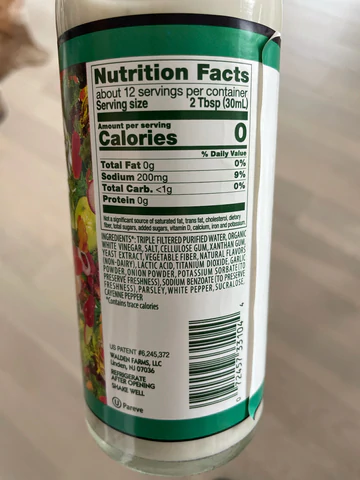 Nutrition Facts
about 12 servings per container
Serving size 2 Tbsp (30mL)
Amount per serving
Calories 0
% Daily Value
Total Fat 0g 0%
Sodium 200mg 9%
Total Carb. <1g 0%
Protein 0g
Not a significant source of saturated fat, trans fat, cholesterol, dietary
fiber, total sugars, added sugars, vitamin D, calcium, iron and potassium.
INGREDIENTS*: TRIPLE FILTERED PURIFIED WATER, ORGANIC
WHITE VINEGAR, SALT, CELLULOSE GUM, XANTHAN GUM,
YEAST EXTRACT, VEGETABLE FIBER, NATURAL FLAVORS
(NON-DAIRY), LACTIC ACID, TITANIUM DIOXIDE, GARLIC
POWDER, ONION POWDER, POTASSIUM SORBATE (TO
PRESERVE FRESHNESS), SODIUM BENZOATE (TO PRESERVE
FRESHNESS), PARSLEY, WHITE PEPPER, SUCRALOSE,
CAYENNE PEPPER
*Contains trace calories
US PATENT #6,245,372
WALDEN FARMS, LLC
Linden, NJ 07036
REFRIGERATE
AFTER OPENING
SHAKE WELL
U Pareve
0 72457 33104 4